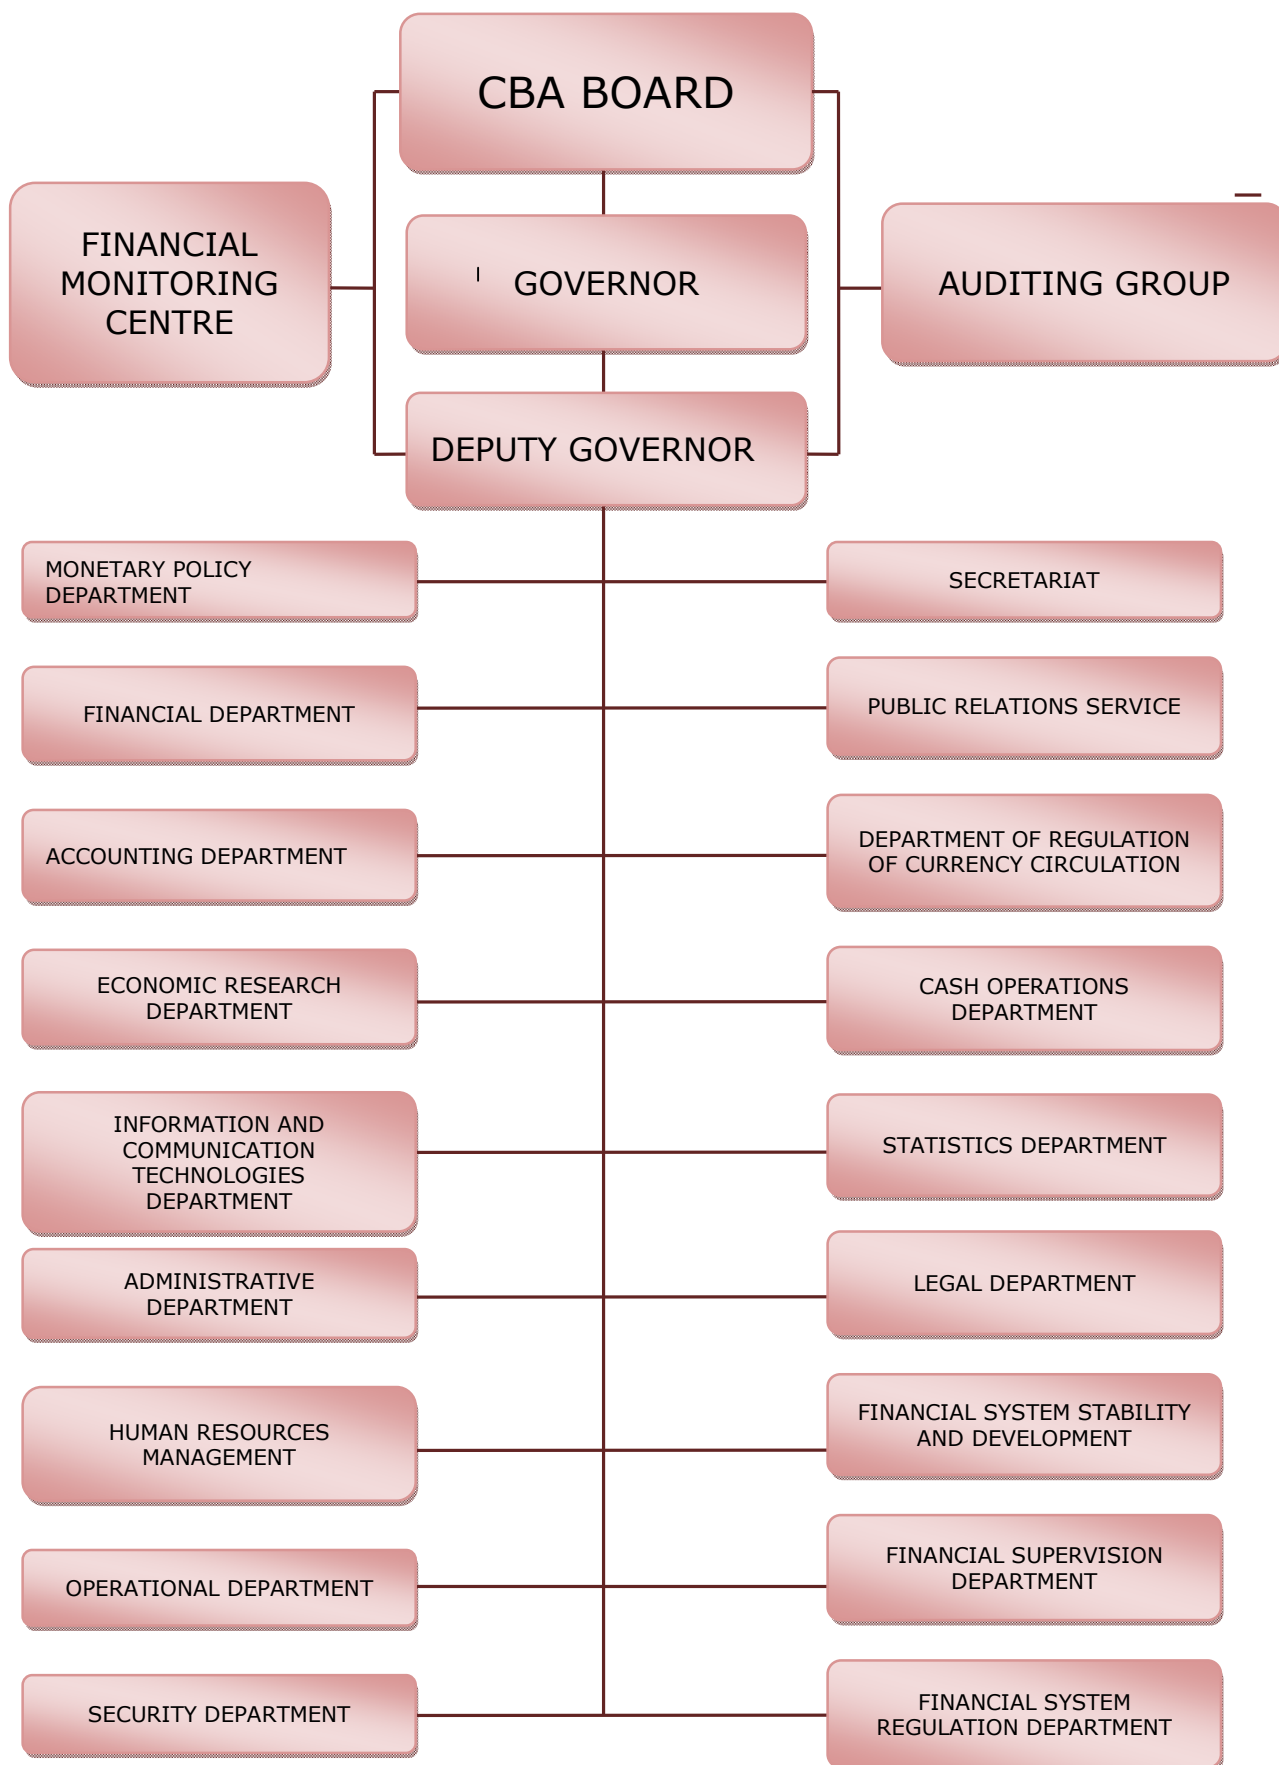 CBA BOARD
FINANCIAL
MONITORING
CENTRE
GOVERNOR
AUDITING GROUP
DEPUTY GOVERNOR
MONETARY POLICY
DEPARTMENT
SECRETARIAT
FINANCIAL DEPARTMENT
PUBLIC RELATIONS SERVICE
ACCOUNTING DEPARTMENT
DEPARTMENT OF REGULATION
OF CURRENCY CIRCULATION
ECONOMIC RESEARCH
DEPARTMENT
CASH OPERATIONS
DEPARTMENT
INFORMATION AND
COMMUNICATION
TECHNOLOGIES
DEPARTMENT
STATISTICS DEPARTMENT
ADMINISTRATIVE
DEPARTMENT
LEGAL DEPARTMENT
HUMAN RESOURCES
MANAGEMENT
FINANCIAL SYSTEM STABILITY
AND DEVELOPMENT
OPERATIONAL DEPARTMENT
FINANCIAL SUPERVISION
DEPARTMENT
SECURITY DEPARTMENT
FINANCIAL SYSTEM
REGULATION DEPARTMENT